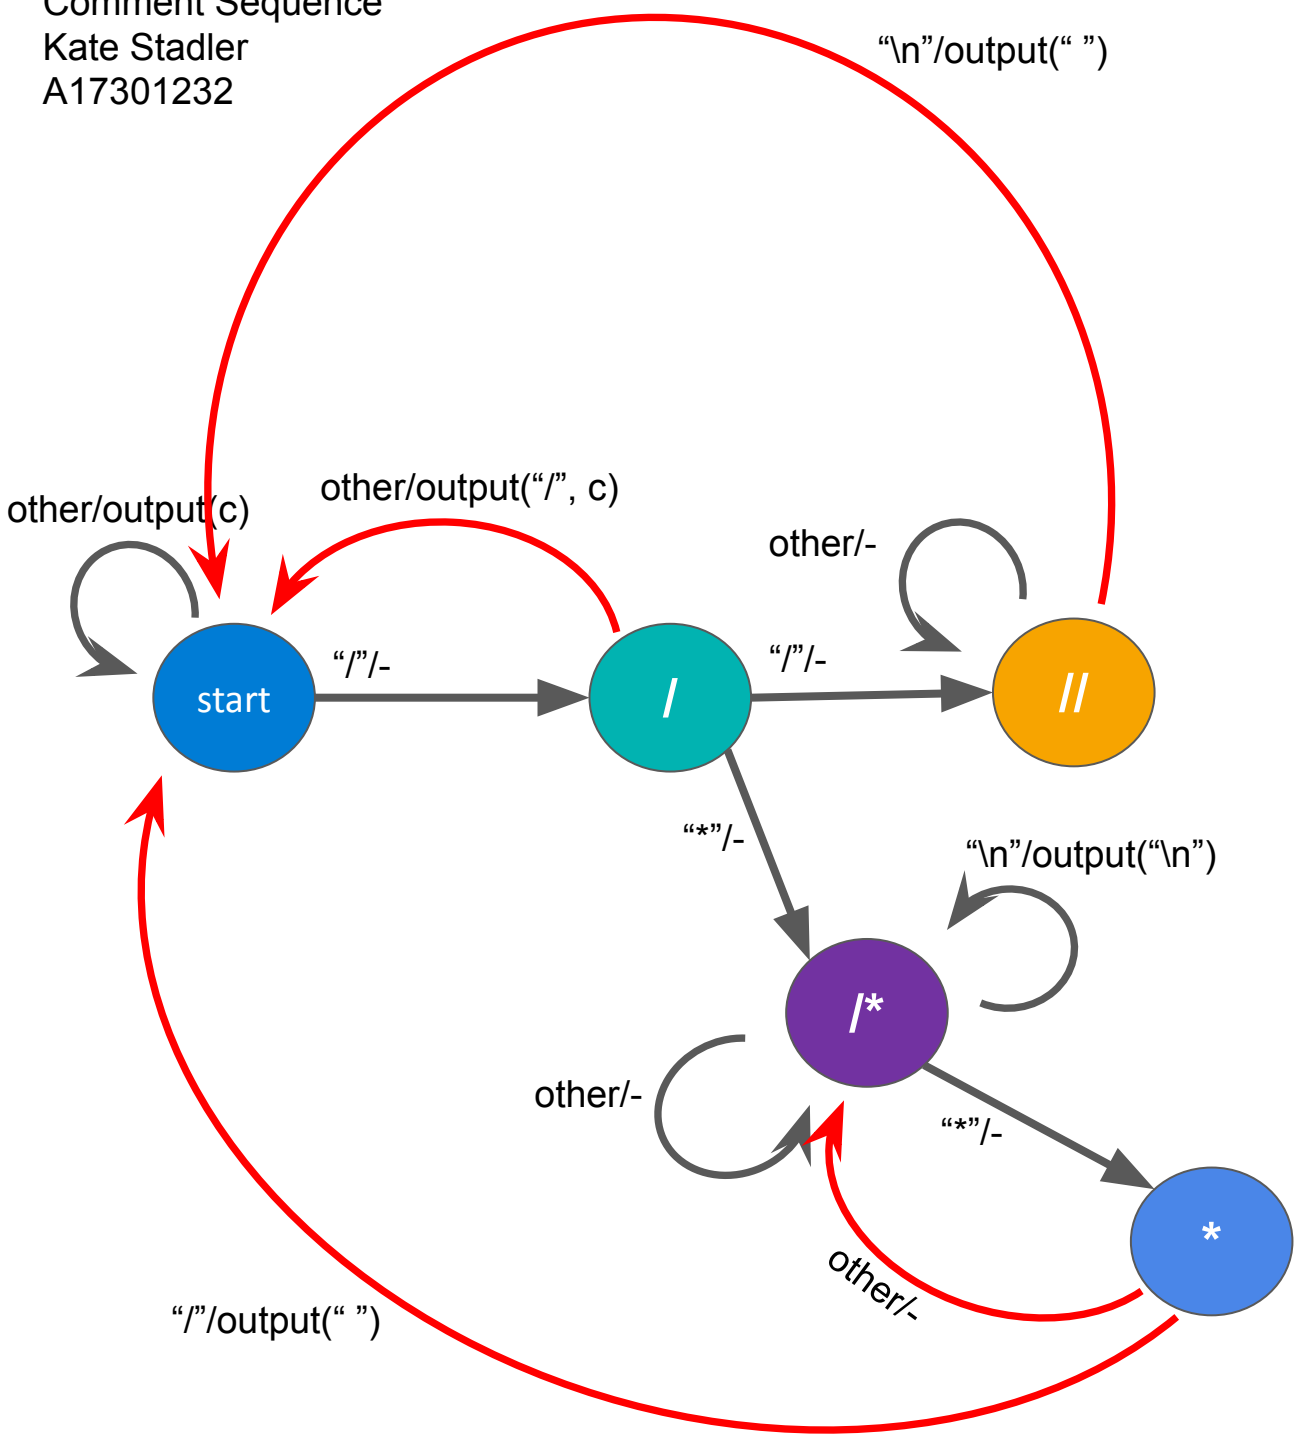 Comment Sequence
Kate Stadler
A17301232
“\n”/output(“ ”)
other/output(c)
other/output(“/”, c)
other/-
start
“/”/-
/
“/”/-
//
“*”/-
“\n”/output(“\n”)
/*
other/-
“*”/-
*
other/-
“/”/output(“ ”)